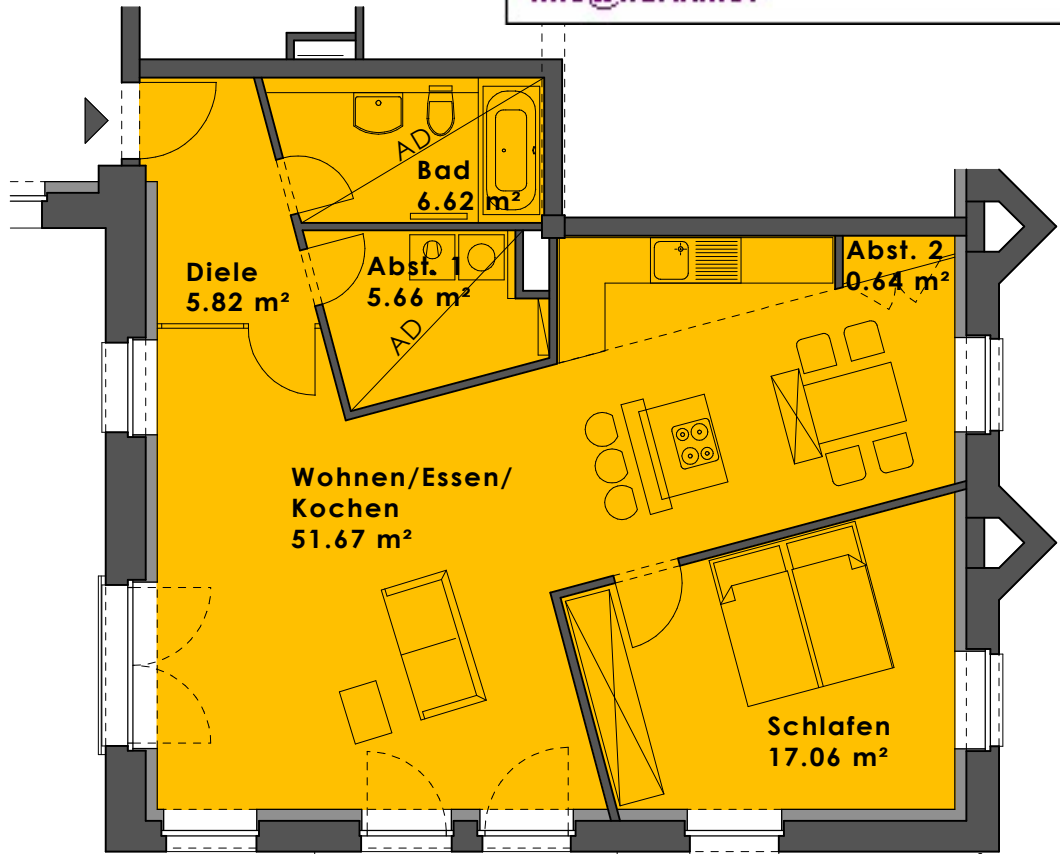 AD
Bad
6.62 m²
Diele
5.82 m²
Abst. 1
5.66 m²
AD
Abst. 2
0.64 m²
Wohnen/Essen/
Kochen
51.67 m²
Schlafen
17.06 m²